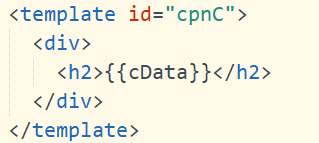 <template id="cpnC">
<div>
<h2>{{cData}}</h2>
</div>
</template>